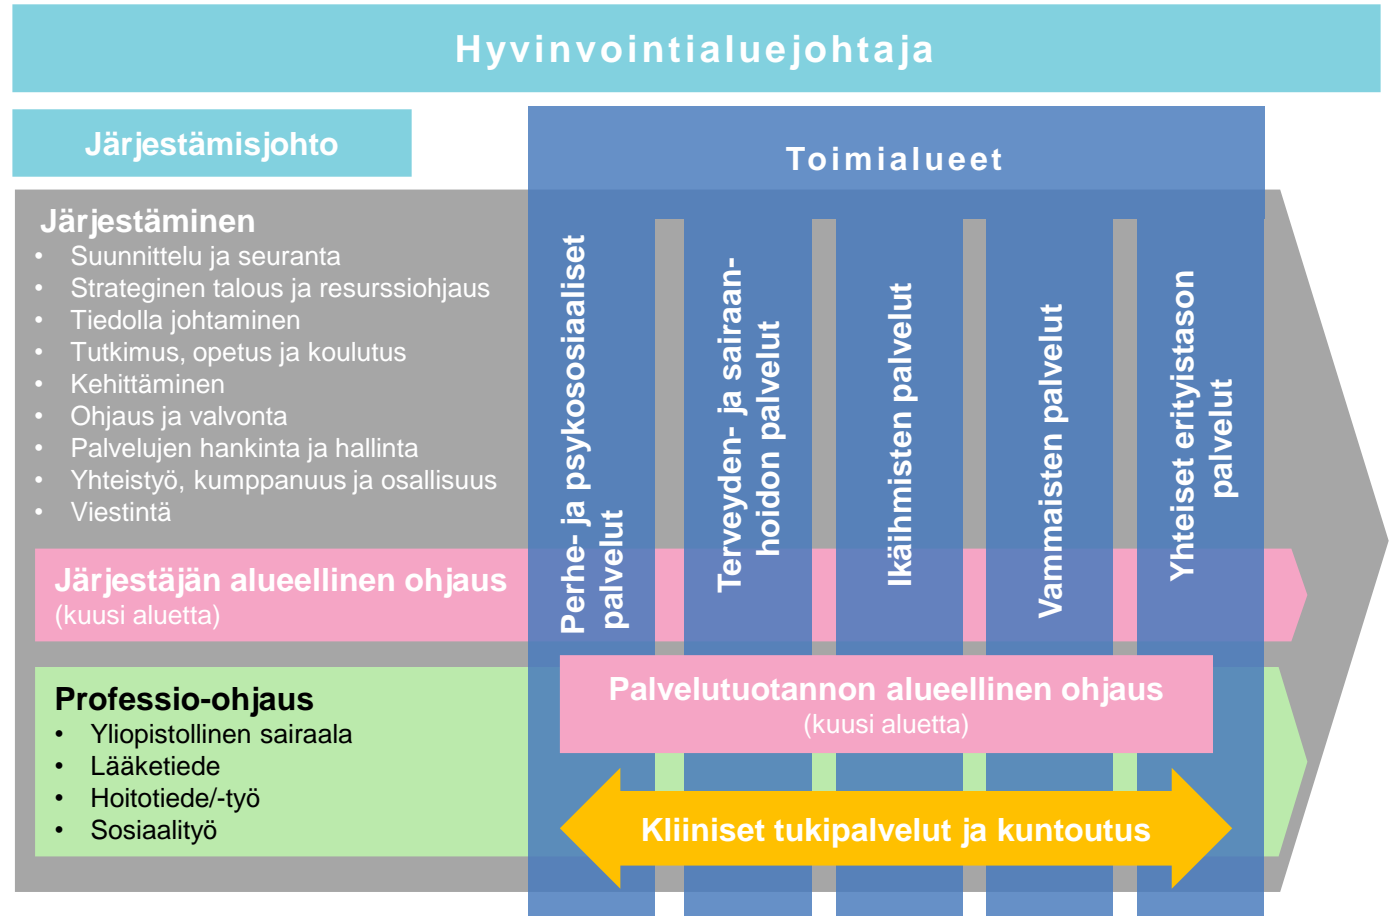 Hyvinvointialuejohtaja
Järjestämisjohto
Toimialueet
Järjestäminen
• Suunnittelu ja seuranta
• Strateginen talous ja resurssiohjaus
• Tiedolla johtaminen
• Tutkimus, opetus ja koulutus
• Kehittäminen
• Ohjaus ja valvonta
• Palvelujen hankinta ja hallinta
• Yhteistyö, kumppanuus ja osallisuus
• Viestintä
Perhe- ja psykososiaaliset
palvelut
Terveyden- ja sairaan-
hoidon palvelut
Ikäihmisten palvelut
Vammaisten palvelut
Yhteiset erityistason
palvelut
Järjestäjän alueellinen ohjaus
(kuusi aluetta)
Professio-ohjaus
• Yliopistollinen sairaala
• Lääketiede
• Hoitotiede/-työ
• Sosiaalityö
Palvelutuotannon alueellinen ohjaus
(kuusi aluetta)
Kliiniset tukipalvelut ja kuntoutus